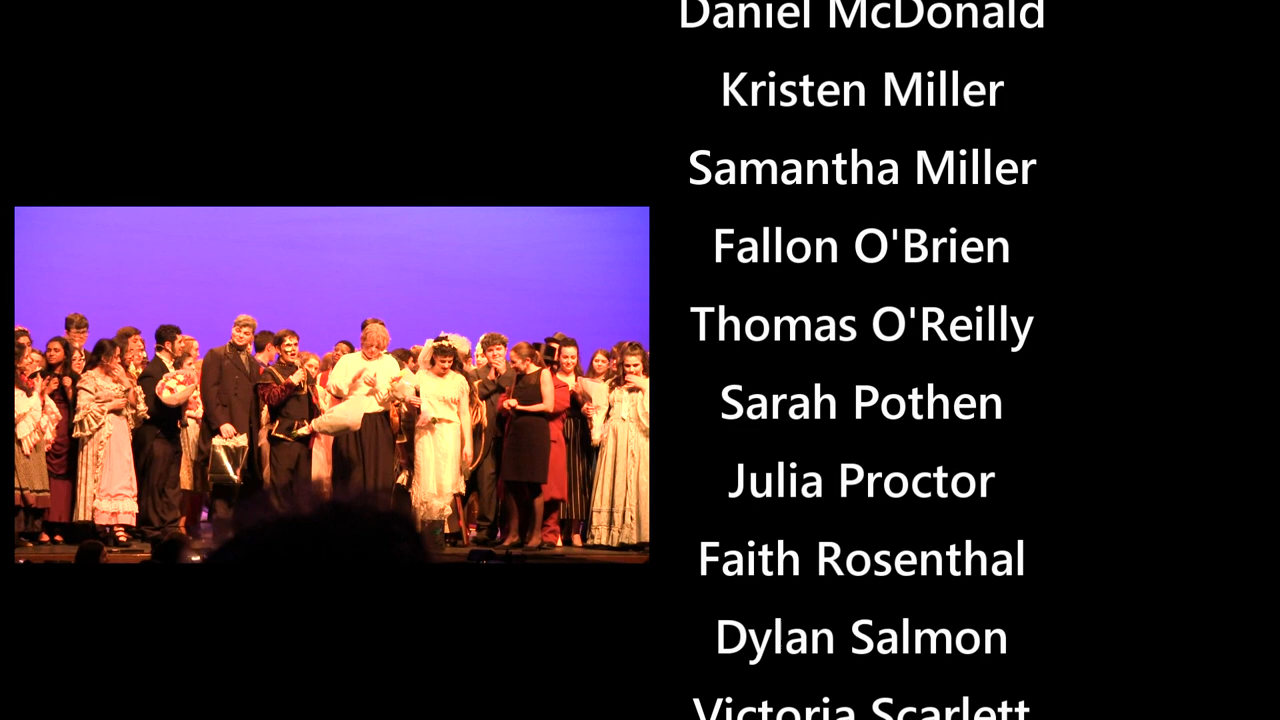 Daniel McDonald
Kristen Miller
Samantha Miller
Fallon O'Brien
Thomas O'Reilly
Sarah Pothen
Julia Proctor
Faith Rosenthal
Dylan Salmon
Victoria Scarlett